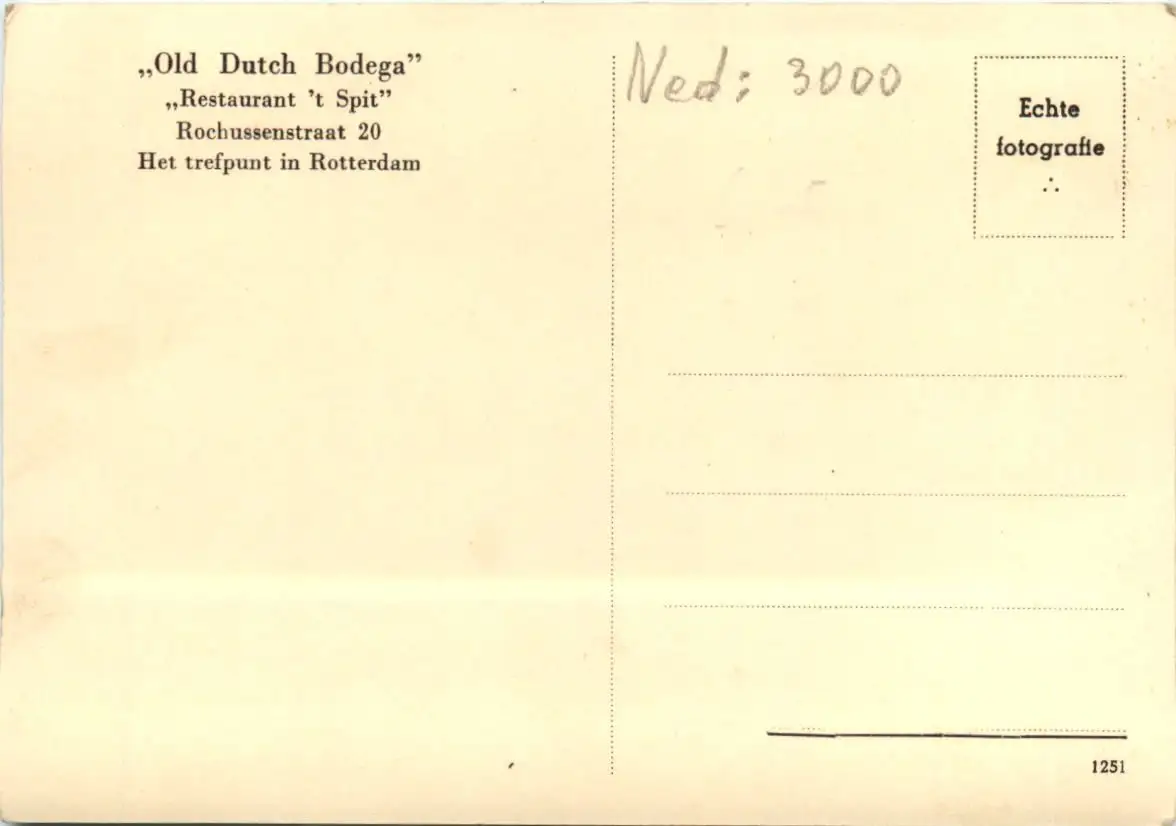 „Old Dutch Bodega”
„Restaurant 't Spit”
Rochussenstraat 20
Het trefpunt in Rotterdam
Ned: 3000
Echte
fotografie
1251